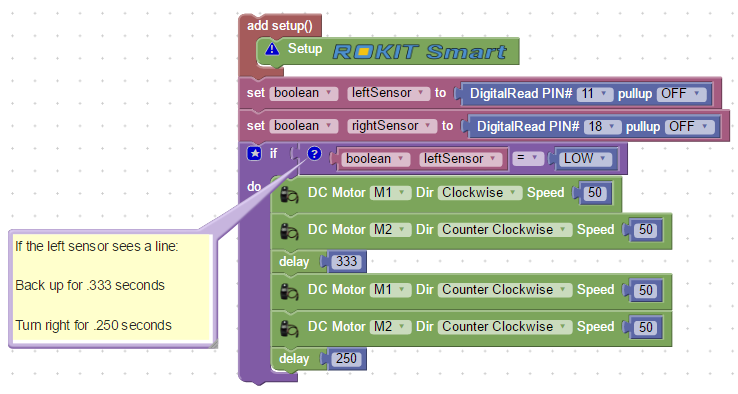 add setup()
Setup ROKIT Smart
set boolean leftSensor to DigitalRead PIN# 11 pullup OFF
set boolean rightSensor to DigitalRead PIN# 18 pullup OFF
if ? boolean leftSensor = LOW
do DC Motor M1 Dir Clockwise Speed 50
DC Motor M2 Dir Counter Clockwise Speed 50
delay 333
DC Motor M1 Dir Counter Clockwise Speed 50
DC Motor M2 Dir Counter Clockwise Speed 50
delay 250
If the left sensor sees a line:
Back up for .333 seconds
Turn right for .250 seconds